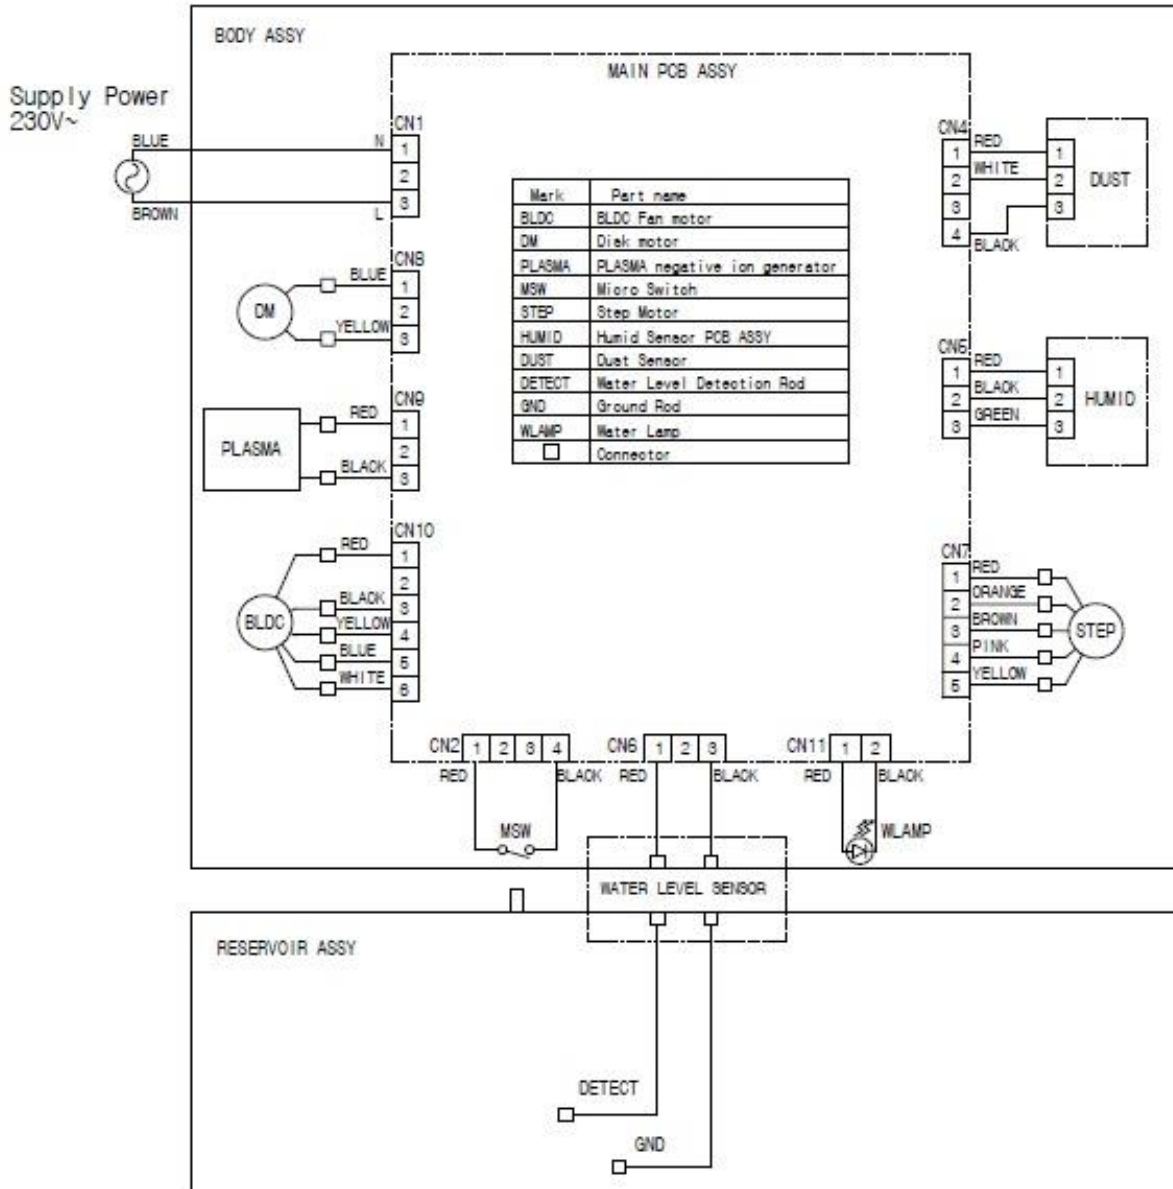 BODY ASSY
MAIN PCB ASSY
Supply Power
230V~
BLUE
N
BROWN
L
CN1
1
2
3
CN8
BLUE
1
2
YELLOW
3
DM
CN9
RED
1
2
BLACK
3
PLASMA
CN10
RED
1
2
BLACK
3
YELLOW
4
BLUE
5
WHITE
6
BLDC
Mark Part name
BLDC BLDC Fan motor
DM Disk motor
PLASMA PLASMA negative ion generator
MSW Micro Switch
STEP Step Motor
HUMID Humid Sensor PCB ASSY
DUST Dust Sensor
DETECT Water Level Detection Rod
GND Ground Rod
WLAMP Water Lamp
Connector
CN4
1 RED 1
2 WHITE 2
3 3
4 BLACK
DUST
CN5
1 RED 1
2 BLACK 2
3 GREEN 3
HUMID
CN7
1 RED
2 ORANGE
3 BROWN
4 PINK
5 YELLOW
STEP
CN2 1 2 3 4
RED BLACK
MSW
CN6 1 2 3
RED BLACK
CN11 1 2
RED BLACK
WLAMP
WATER LEVEL SENSOR
RESERVOIR ASSY
DETECT
GND